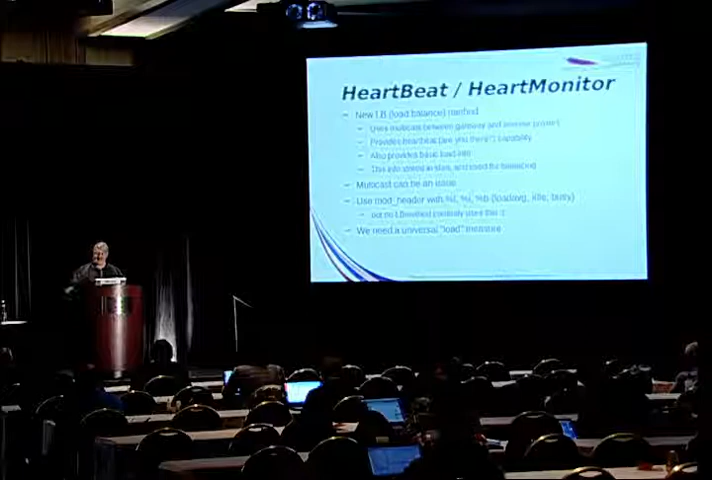 HeartBeat / HeartMonitor
– New LB (load balance) method
– Uses multicast between gateway and reverse proxies
– Provides heartbeat (are you there?) capability
– Also provides basic load info
– This info stored in shm, and used for balancing
– Multicast can be an issue
– Use mod_header with %l, %i, %b (loadavg, idle, busy)
– but no LBmethod currently uses this :(
– We need a universal "load" measure